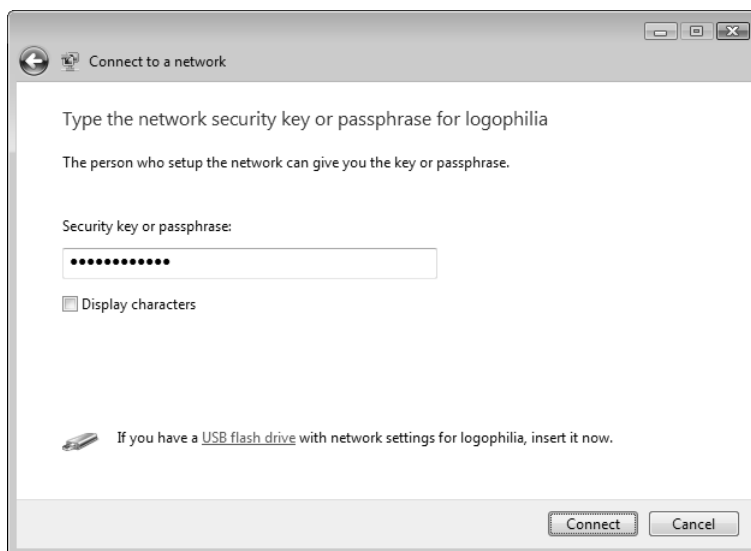 Connect to a network
Type the network security key or passphrase for logophilia
The person who setup the network can give you the key or passphrase.
Security key or passphrase:
••••••••••••
Display characters
If you have a USB flash drive with network settings for logophilia, insert it now.
Connect
Cancel